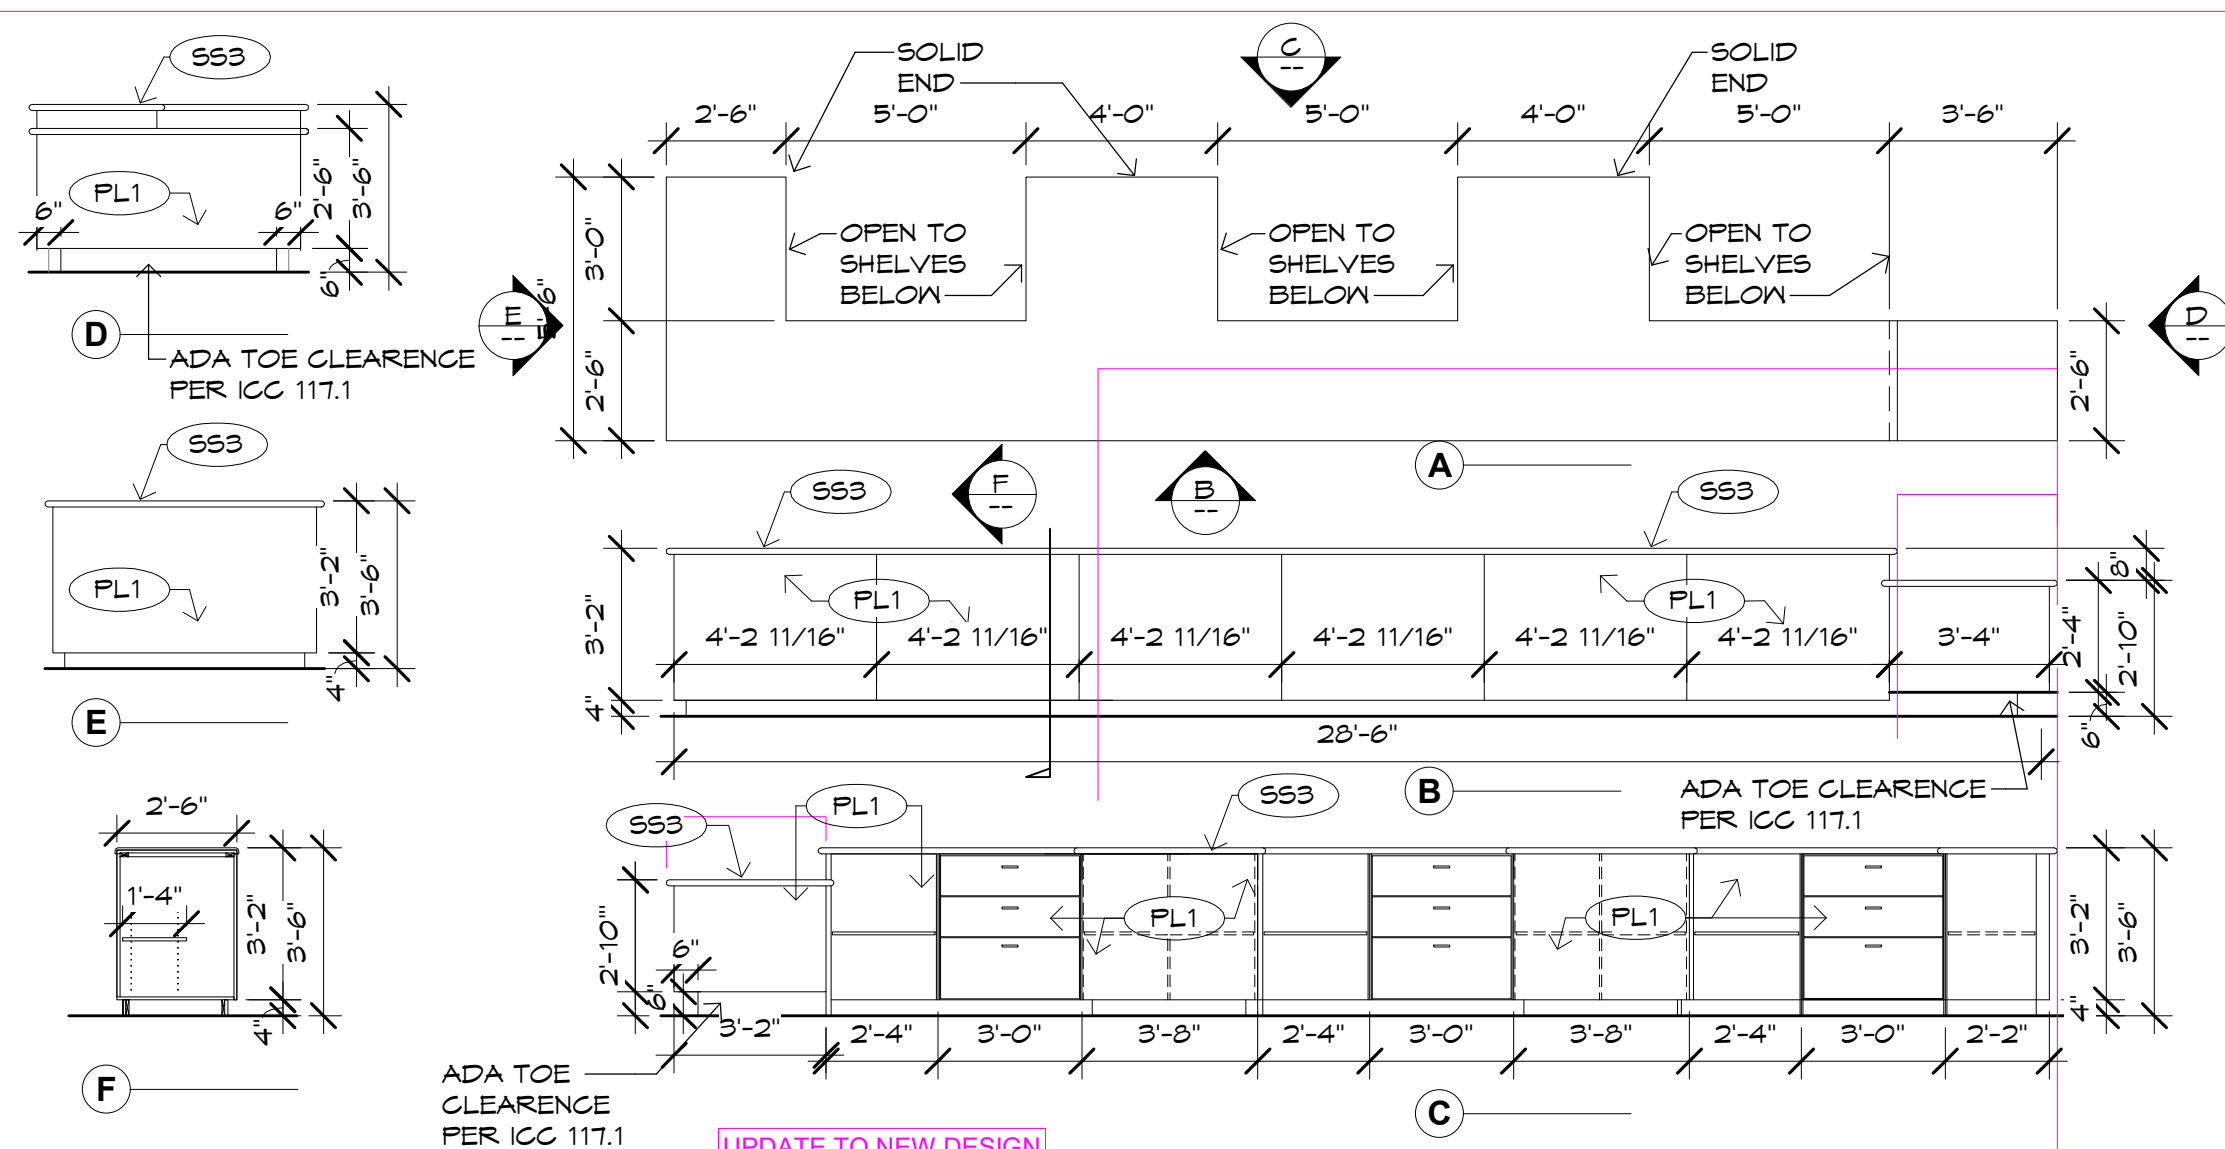 SS3
2'-6"
3'-6"
PL1
6"
6"
6"
D
ADA TOE CLEARENCE
PER ICC 117.1
SS3
PL1
3'-2"
3'-6"
4"
E
2'-6"
1'-4"
3'-2"
3'-6"
4"
F
SOLID
END
C
--
SOLID
END
2'-6"
5'-0"
4'-0"
5'-0"
4'-0"
5'-0"
3'-6"
3'-0"
2'-6"
E
--
OPEN TO
SHELVES
BELOW
OPEN TO
SHELVES
BELOW
OPEN TO
SHELVES
BELOW
D
--
2'-6"
A
SS3
F
--
B
--
SS3
PL1
PL1
3'-2"
4"
4'-2 11/16"
4'-2 11/16"
4'-2 11/16"
4'-2 11/16"
4'-2 11/16"
4'-2 11/16"
3'-4"
8"
2'-4"
2'-10"
6"
28'-6"
B
ADA TOE CLEARENCE
PER ICC 117.1
SS3
PL1
SS3
PL1
PL1
2'-10"
6"
6"
3'-2"
3'-6"
4"
3'-2"
2'-4"
3'-0"
3'-8"
2'-4"
3'-0"
3'-8"
2'-4"
3'-0"
2'-2"
ADA TOE
CLEARENCE
PER ICC 117.1
C
UPDATE TO NEW DESIGN